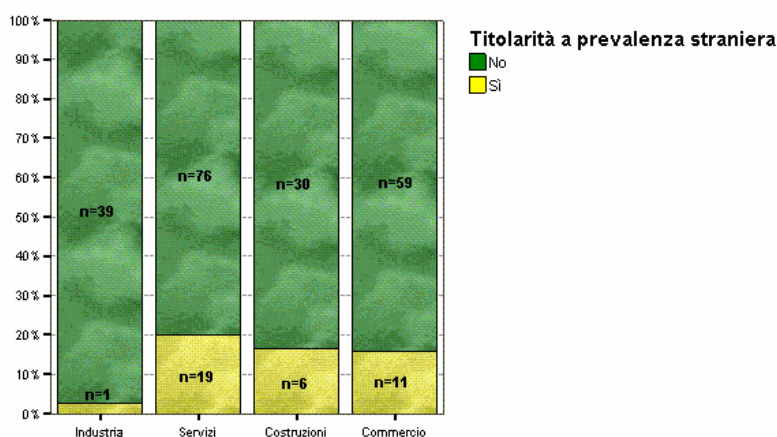 Titolarità a prevalenza straniera
No
Sì
100%
90%
80%
70%
60%
50%
40%
30%
20%
10%
0%
n=39
n=76
n=30
n=59
n=1
n=19
n=6
n=11
Industria
Servizi
Costruzioni
Commercio